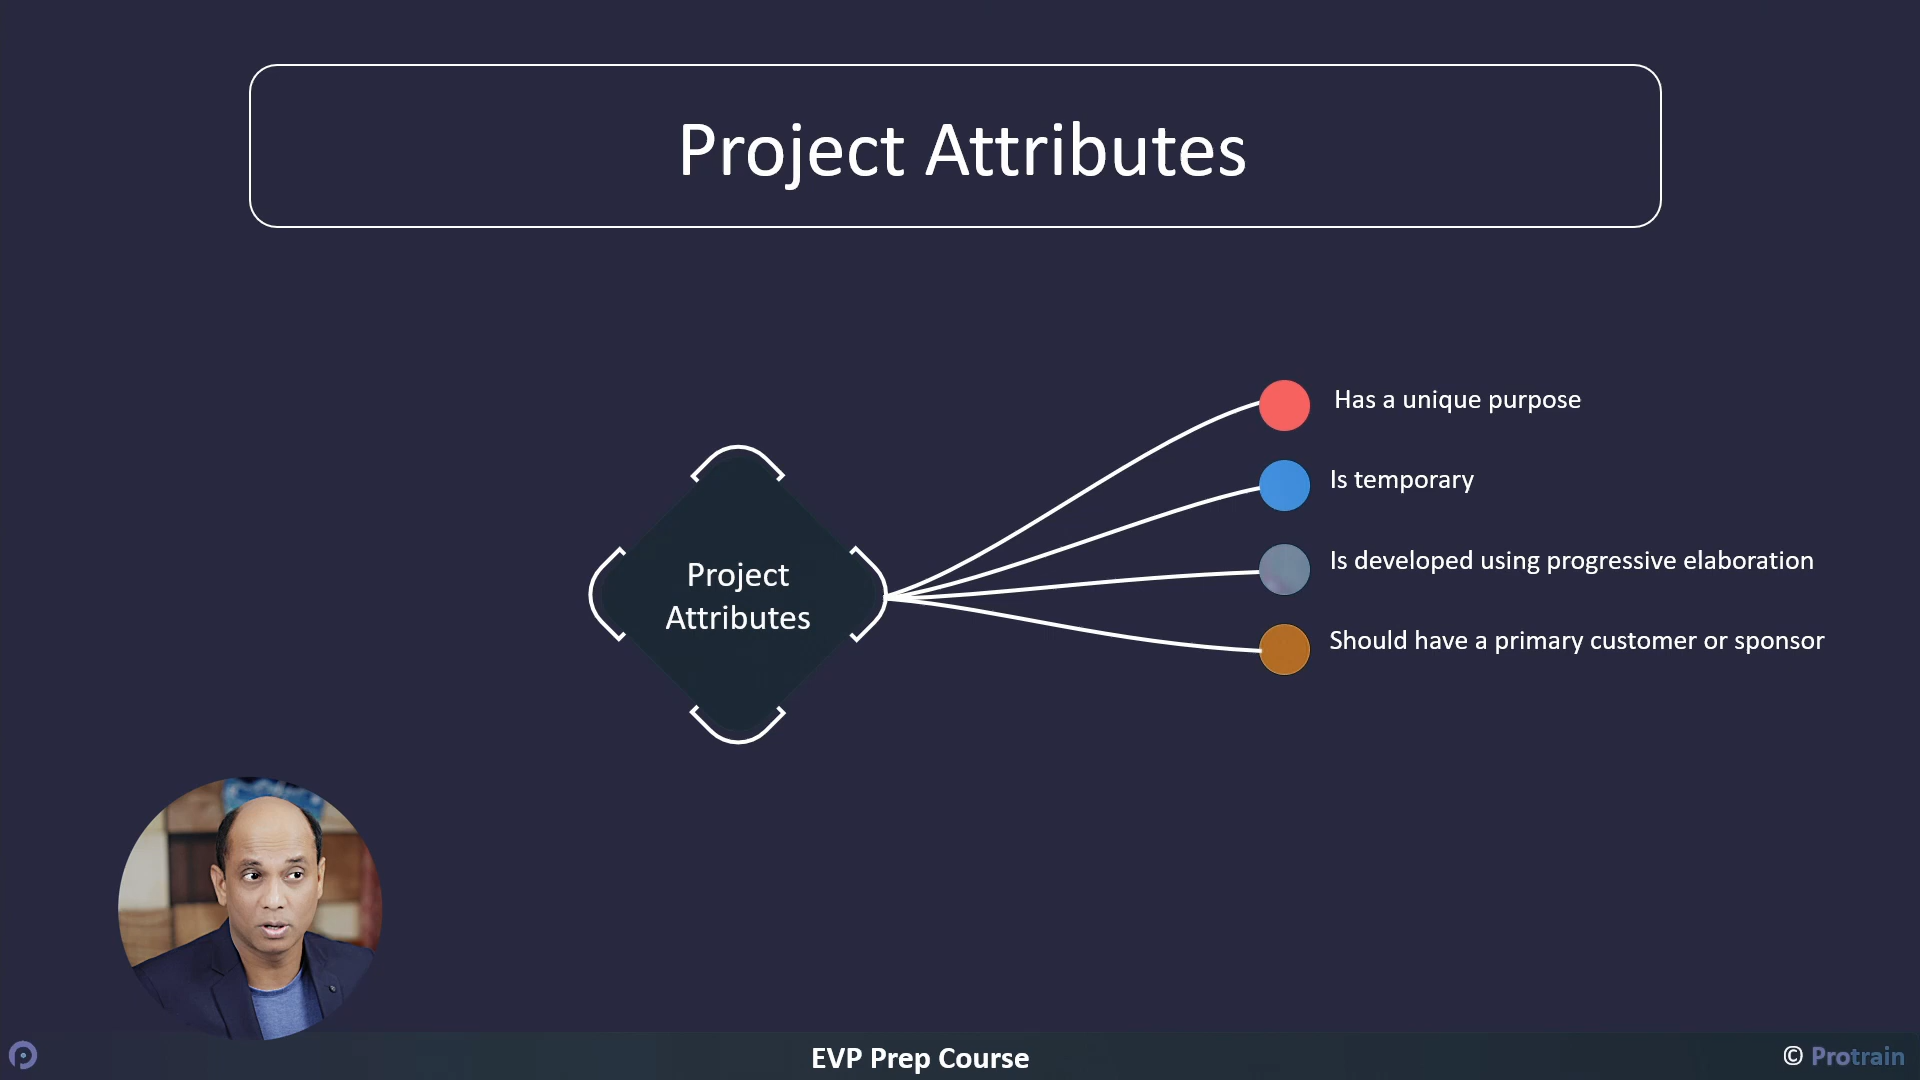 Project Attributes
Has a unique purpose
Is temporary
Is developed using progressive elaboration
Should have a primary customer or sponsor
Project
Attributes
EVP Prep Course
© Protrain